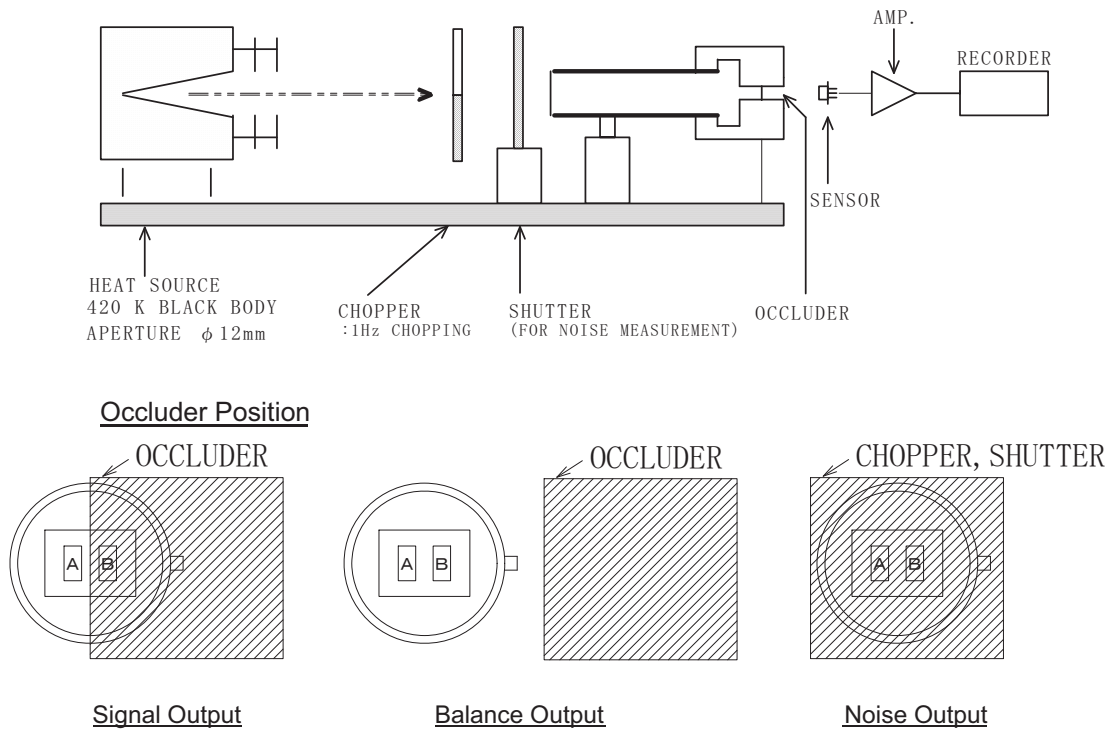 AMP.
RECORDER
SENSOR
HEAT SOURCE
420 K BLACK BODY
APERTURE φ12mm
CHOPPER
:1Hz CHOPPING
SHUTTER
(FOR NOISE MEASUREMENT)
OCCLUDER
Occluder Position
OCCLUDER
OCCLUDER
CHOPPER, SHUTTER
A B
A B
A B
Signal Output
Balance Output
Noise Output